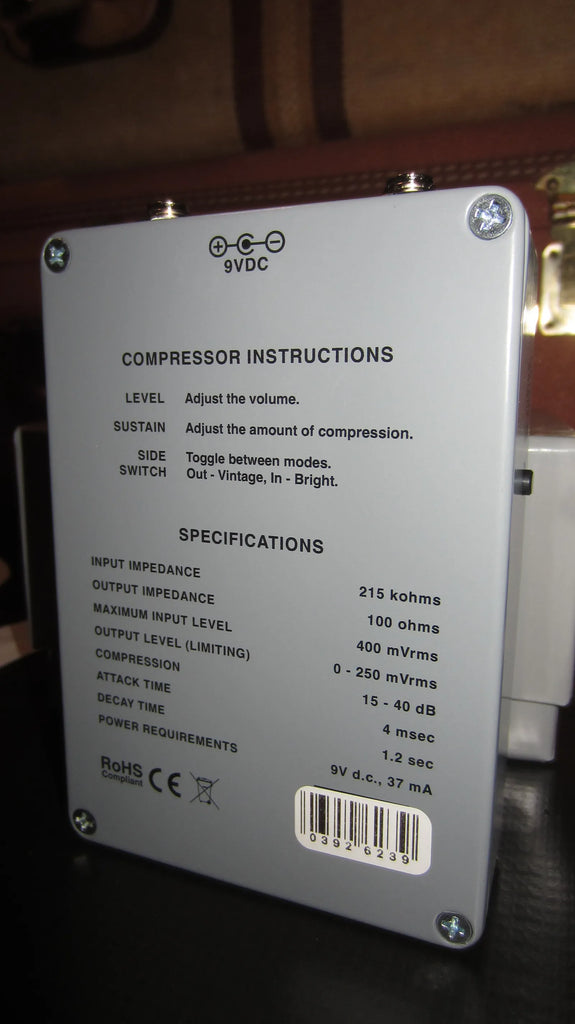 9VDC
COMPRESSOR INSTRUCTIONS
LEVEL Adjust the volume.
SUSTAIN Adjust the amount of compression.
SIDE SWITCH Toggle between modes.
Out - Vintage, In - Bright.
SPECIFICATIONS
INPUT IMPEDANCE 215 kohms
OUTPUT IMPEDANCE 100 ohms
MAXIMUM INPUT LEVEL 400 mVrms
OUTPUT LEVEL (LIMITING) 0 - 250 mVrms
COMPRESSION 15 - 40 dB
ATTACK TIME 4 msec
DECAY TIME 1.2 sec
POWER REQUIREMENTS 9V d.c., 37 mA
RoHS
Compliant
CE
03926239